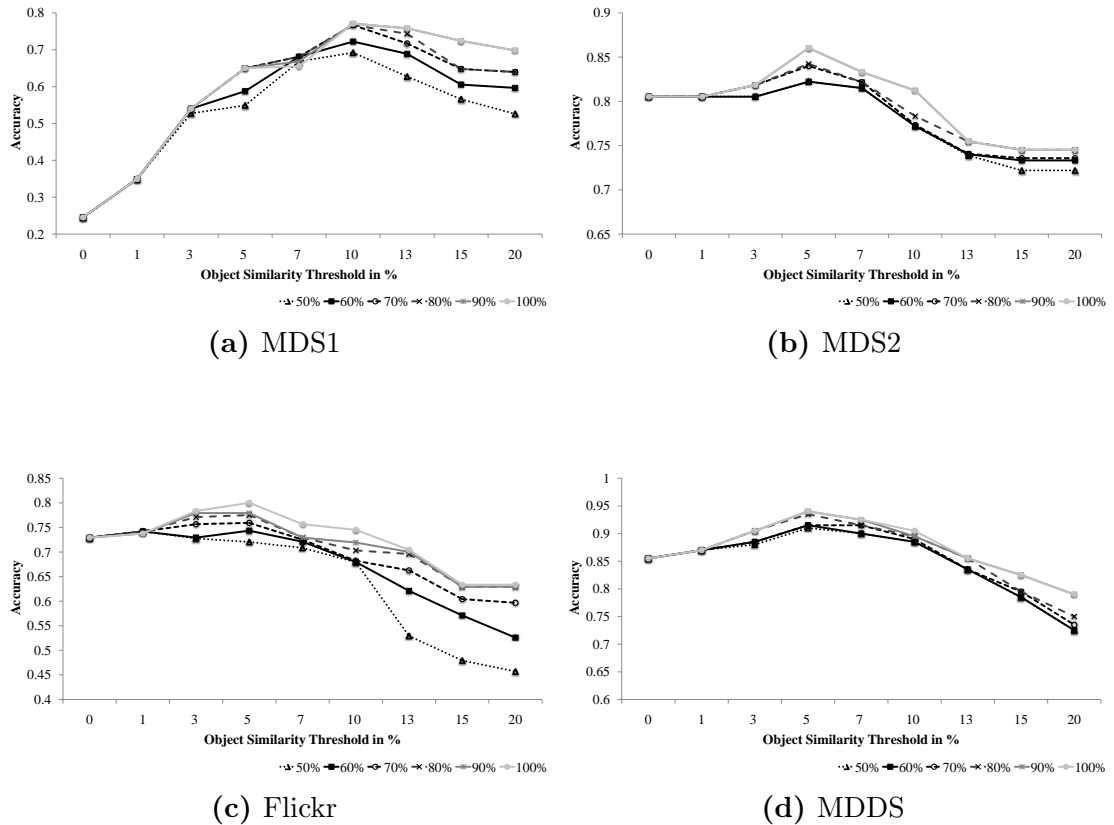 0.8
0.7
0.6
0.5
0.4
0.3
0.2
Accuracy
0 1 3 5 7 10 13 15 20
Object Similarity Threshold in %
50% 60% 70% 80% 90% 100%
(a) MDS1
0.9
0.85
0.8
0.75
0.7
0.65
Accuracy
0 1 3 5 7 10 13 15 20
Object Similarity Threshold in %
50% 60% 70% 80% 90% 100%
(b) MDS2
0.85
0.8
0.75
0.7
0.65
0.6
0.55
0.5
0.45
0.4
Accuracy
0 1 3 5 7 10 13 15 20
Object Similarity Threshold in %
50% 60% 70% 80% 90% 100%
(c) Flickr
1
0.95
0.9
0.85
0.8
0.75
0.7
0.65
0.6
Accuracy
0 1 3 5 7 10 13 15 20
Object Similarity Threshold in %
50% 60% 70% 80% 90% 100%
(d) MDDS